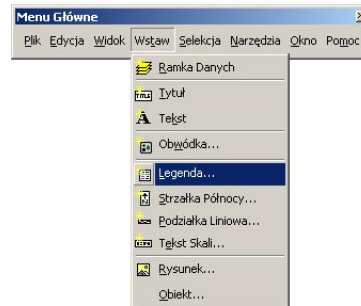 Menu Główne
Plik Edycja Widok Wstaw Selekcja Narzędzia Okno Pomoc
Ramka Danych
Tytuł
Tekst
Obwódka...
Legenda...
Strzałka Północy...
Podziałka Liniowa...
Tekst Skali...
Rysunek...
Obiekt...